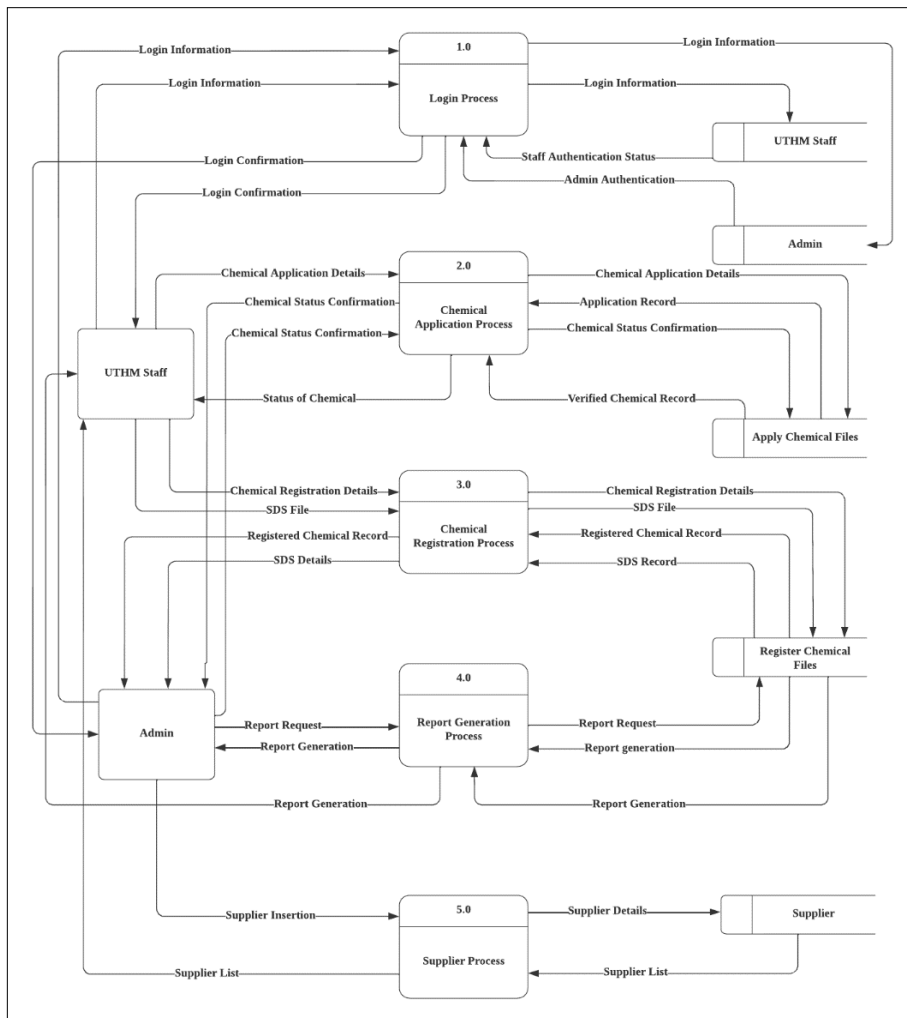 1.0
Login Information
Login Information
Login Information
Login Information
Login Process
UTHM Staff
Login Confirmation
Staff Authentication Status
Admin Authentication
Login Confirmation
Admin
2.0
Chemical Application Details
Chemical Application Details
Chemical Status Confirmation
Chemical
Application Process
Application Record
Chemical Status Confirmation
Chemical Status Confirmation
UTHM Staff
Status of Chemical
Verified Chemical Record
Apply Chemical Files
3.0
Chemical Registration Details
Chemical Registration Details
SDS File
SDS File
Registered Chemical Record
Chemical
Registration Process
Registered Chemical Record
SDS Details
SDS Record
Register Chemical
Files
4.0
Admin
Report Request
Report Generation
Process
Report Request
Report Generation
Report generation
Report Generation
Report Generation
5.0
Supplier Insertion
Supplier Details
Supplier
Supplier Process
Supplier List
Supplier List